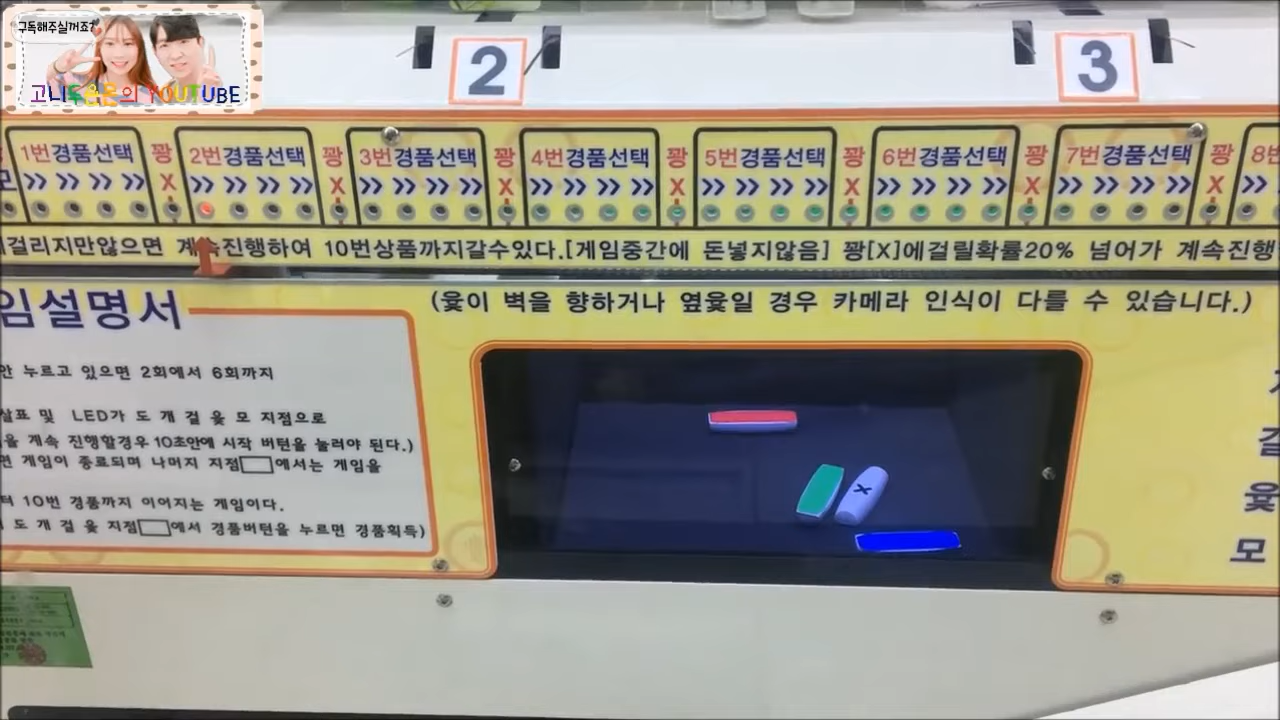 구독해주실꺼죠?
고니두은은의 YOUTUBE
2
3
1번경품선택 꽝 2번경품선택 꽝 3번경품선택 꽝 4번경품선택 꽝 5번경품선택 꽝 6번경품선택 꽝 7번경품선택 꽝 8번
모 >> >> >> >> X >> >> >> >> X >> >> >> >> X >> >> >> >> X >> >> >> >> X >> >> >> >> X >> >> >> >> X >>
걸리지만않으면 계속진행하여 10번상품까지갈수있다.[게임중간에 돈넣지않음] 꽝[X]에걸릴확률20% 넘어가 계속진행
임설명서
(윷이 벽을 향하거나 옆윷일 경우 카메라 인식이 다를 수 있습니다.)
안 누르고 있으면 2회에서 6회까지
살표 및 LED가 도 개 걸 윷 모 지점으로
을 계속 진행할경우 10초안에 시작 버턴을 눌러야 된다.)
면 게임이 종료되며 나머지 지점 에서는 게임을
터 10번 경품까지 이어지는 게임이다.
도 개 걸 윷 지점 에서 경품버턴을 누르면 경품획득)
X
걸
윷
모